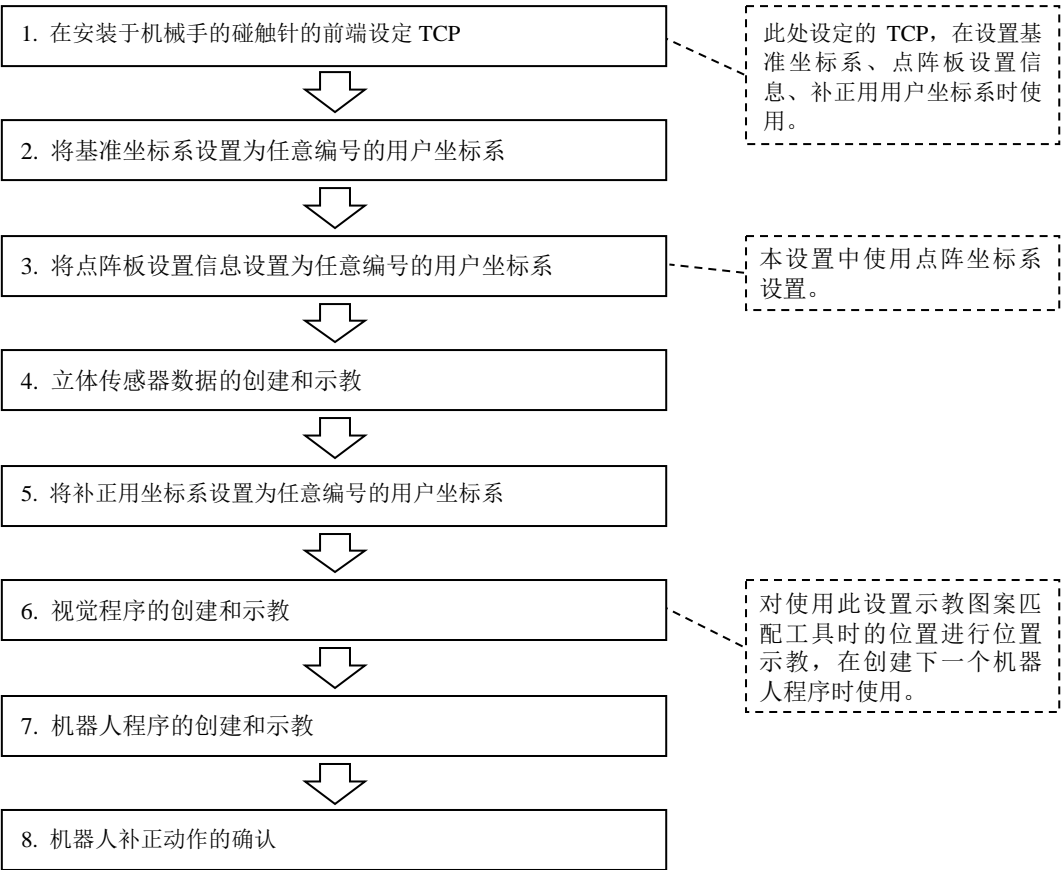 1. 在安装于机械手的碰触针的前端设定 TCP
此处设定的 TCP，在设置基
准坐标系、点阵板设置信
息、补正用用户坐标系时使
用。
2. 将基准坐标系设置为任意编号的用户坐标系
3. 将点阵板设置信息设置为任意编号的用户坐标系
本设置中使用点阵坐标系
设置。
4. 立体传感器数据的创建和示教
5. 将补正用坐标系设置为任意编号的用户坐标系
6. 视觉程序的创建和示教
对使用此设置示教图案匹
配工具时的位置进行位置
示教，在创建下一个机器
人程序时使用。
7. 机器人程序的创建和示教
8. 机器人补正动作的确认